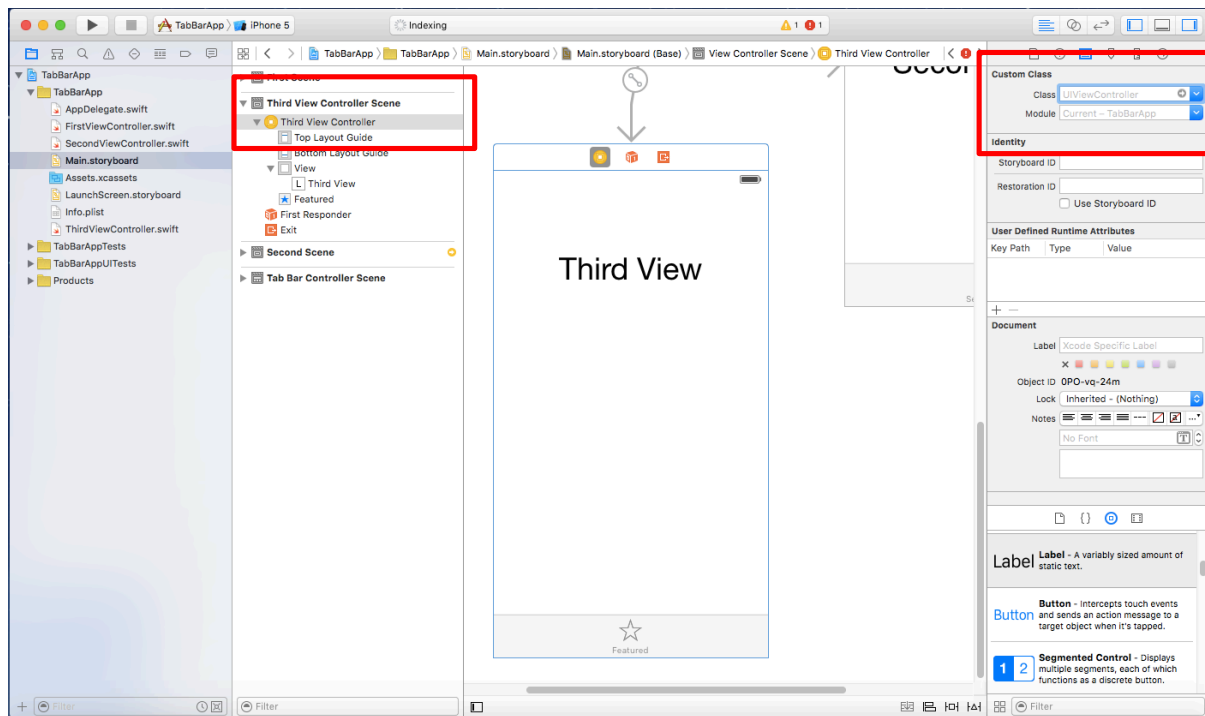 TabBarApp
iPhone 5
Indexing
1
1
TabBarApp
TabBarApp
Main.storyboard
Main.storyboard (Base)
View Controller Scene
Third View Controller
TabBarApp
TabBarApp
AppDelegate.swift
FirstViewController.swift
SecondViewController.swift
Main.storyboard
Assets.xcassets
LaunchScreen.storyboard
Info.plist
ThirdViewController.swift
TabBarAppTests
TabBarAppUITests
Products
Filter
First Scene
Third View Controller Scene
Third View Controller
Top Layout Guide
Bottom Layout Guide
View
L Third View
Featured
First Responder
Exit
Second Scene
Tab Bar Controller Scene
Filter
Third View
Featured
Custom Class
Class UIViewController
Module Current – TabBarApp
Identity
Storyboard ID
Restoration ID
Use Storyboard ID
User Defined Runtime Attributes
Key Path Type Value
Document
Label Xcode Specific Label
Object ID 0PO-vq-24m
Lock Inherited - (Nothing)
Notes
No Font
Label
Label - A variably sized amount of
static text.
Button
Button - Intercepts touch events
and sends an action message to a
target object when it's tapped.
1 2
Segmented Control - Displays
multiple segments, each of which
functions as a discrete button.
Filter